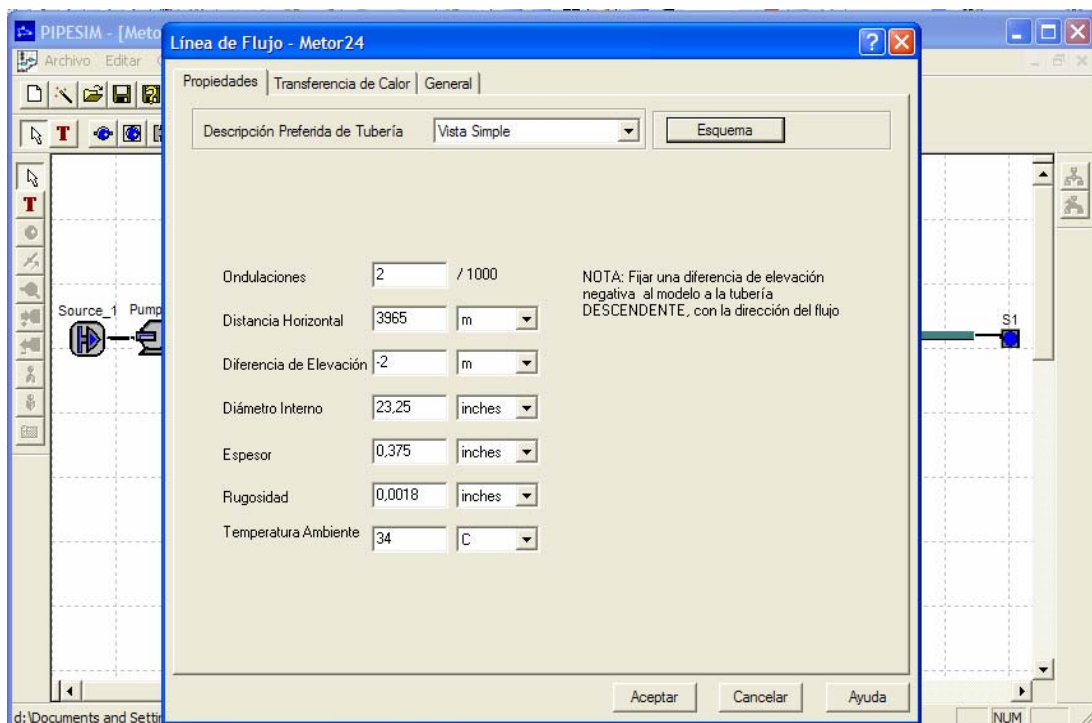 PIPESIM - [Meto
Línea de Flujo - Metor24
Archivo Editar
Propiedades
Transferencia de Calor
General
Descripción Preferida de Tubería
Vista Simple
Esquema
T
T
Ondulaciones
2
/ 1000
NOTA: Fijar una diferencia de elevación
negativa al modelo a la tubería
DESCENDENTE, con la dirección del flujo
Source_1
Pump
Distancia Horizontal
3965
m
S1
Diferencia de Elevación
-2
m
Diámetro Interno
23,25
inches
Espesor
0,375
inches
Rugosidad
0,0018
inches
Temperatura Ambiente
34
C
Aceptar
Cancelar
Ayuda
d:\Documents and Settin
NUM